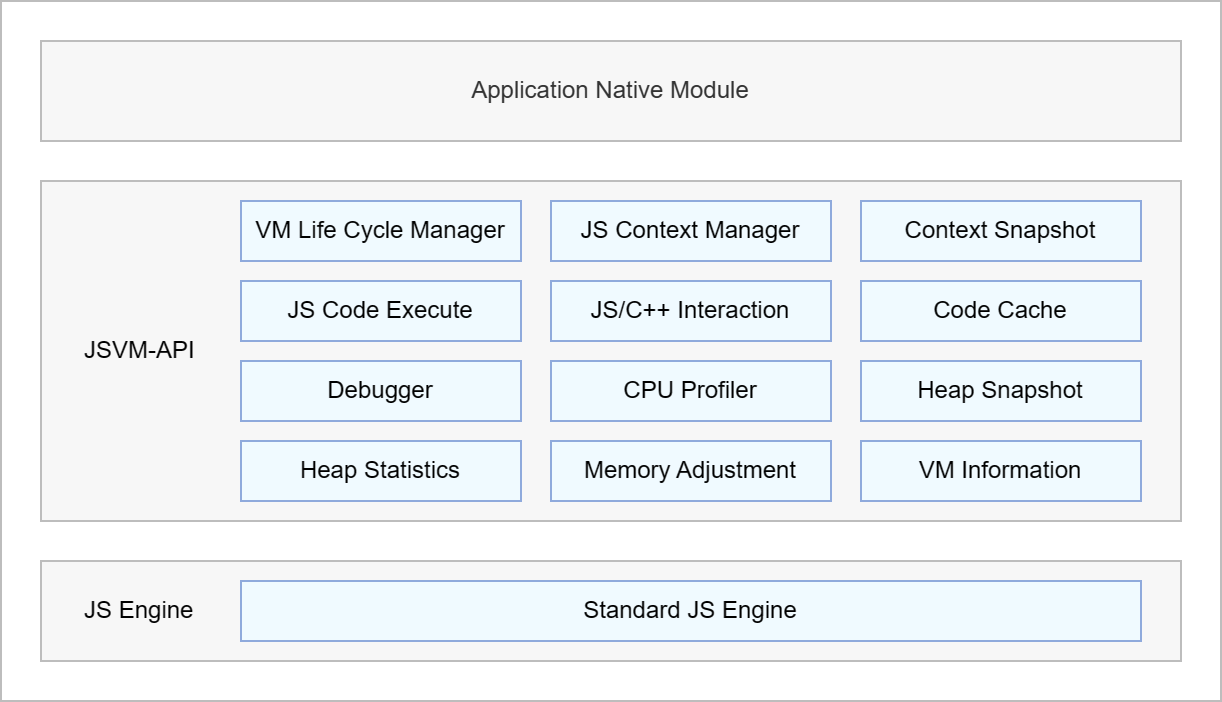 Application Native Module
JSVM-API
VM Life Cycle Manager
JS Context Manager
Context Snapshot
JS Code Execute
JS/C++ Interaction
Code Cache
Debugger
CPU Profiler
Heap Snapshot
Heap Statistics
Memory Adjustment
VM Information
JS Engine
Standard JS Engine